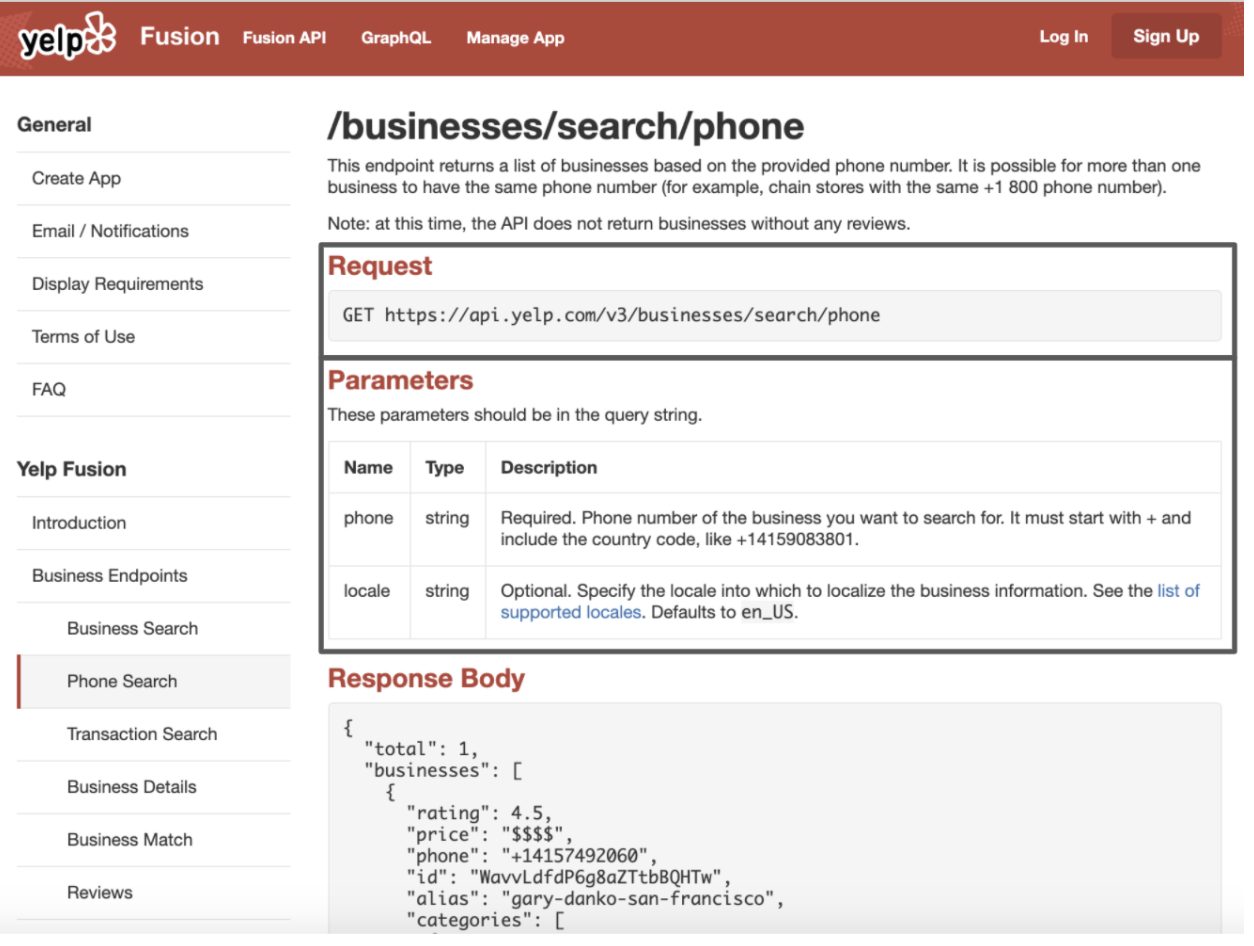 yelp Fusion Fusion API GraphQL Manage App Log In Sign Up
General
Create App
Email / Notifications
Display Requirements
Terms of Use
FAQ
Yelp Fusion
Introduction
Business Endpoints
Business Search
Phone Search
Transaction Search
Business Details
Business Match
Reviews
/businesses/search/phone
This endpoint returns a list of businesses based on the provided phone number. It is possible for more than one
business to have the same phone number (for example, chain stores with the same +1 800 phone number).
Note: at this time, the API does not return businesses without any reviews.
Request
GET https://api.yelp.com/v3/businesses/search/phone
Parameters
These parameters should be in the query string.
Name Type Description
phone string Required. Phone number of the business you want to search for. It must start with + and
include the country code, like +14159083801.
locale string Optional. Specify the locale into which to localize the business information. See the list of
supported locales. Defaults to en_US.
Response Body
{
"total": 1,
"businesses": [
{
"rating": 4.5,
"price": "$$$$",
"phone": "+14157492060",
"id": "WavvLdfdP6g8aZTtbBQHTw",
"alias": "gary-danko-san-francisco",
"categories": [